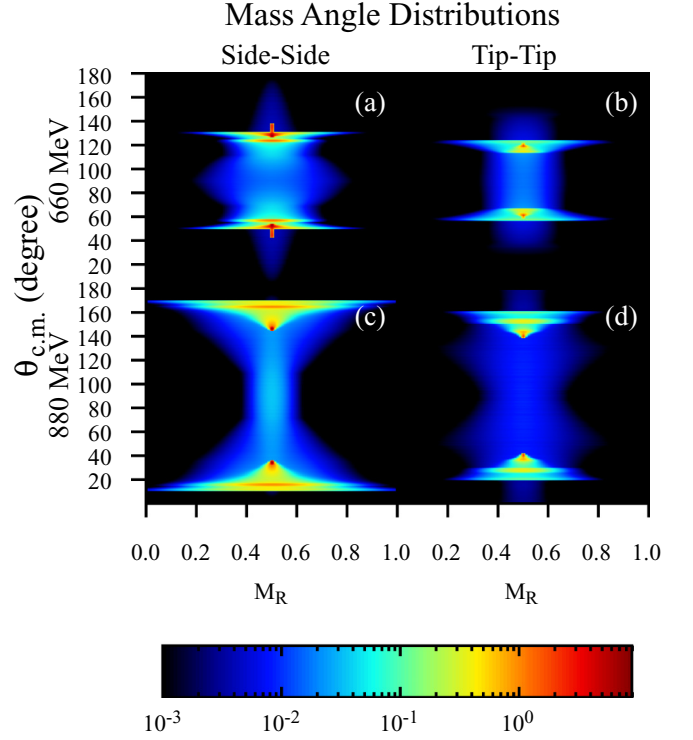 Mass Angle Distributions
Side-Side Tip-Tip
(a) (b)
(c) (d)
θc.m. (degree)
660 MeV
880 MeV
180
160
140
120
100
80
60
40
20
180
160
140
120
100
80
60
40
20
0.0 0.2 0.4 0.6 0.8 1.0 0.2 0.4 0.6 0.8 1.0
MR MR
10-3 10-2 10-1 100